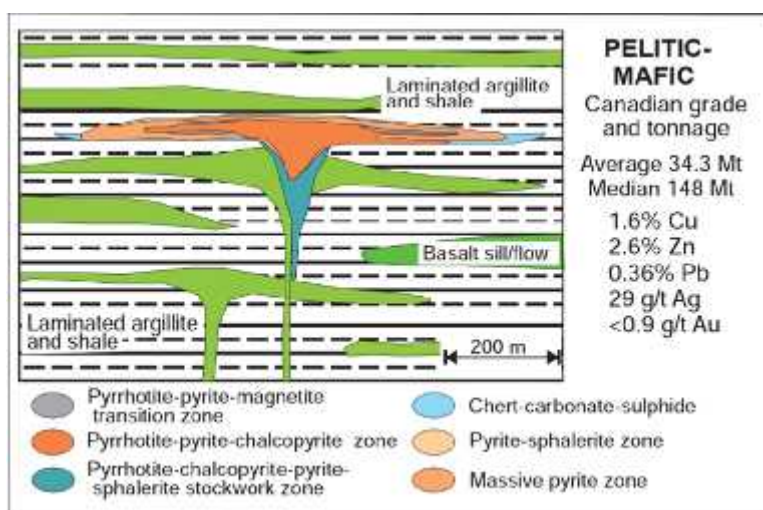 PELITIC-
MAFIC
Canadian grade
and tonnage
Average 34.3 Mt
Median 148 Mt
1.6% Cu
2.6% Zn
0.36% Pb
29 g/t Ag
<0.9 g/t Au
Laminated argillite
and shale
Basalt sill/flow
Laminated argillite
and shale
200 m
Pyrrhotite-pyrite-magnetite
transition zone
Pyrrhotite-pyrite-chalcopyrite zone
Pyrrhotite-chalcopyrite-pyrite-
sphalerite stockwork zone
Chert-carbonate-sulphide
Pyrite-sphalerite zone
Massive pyrite zone